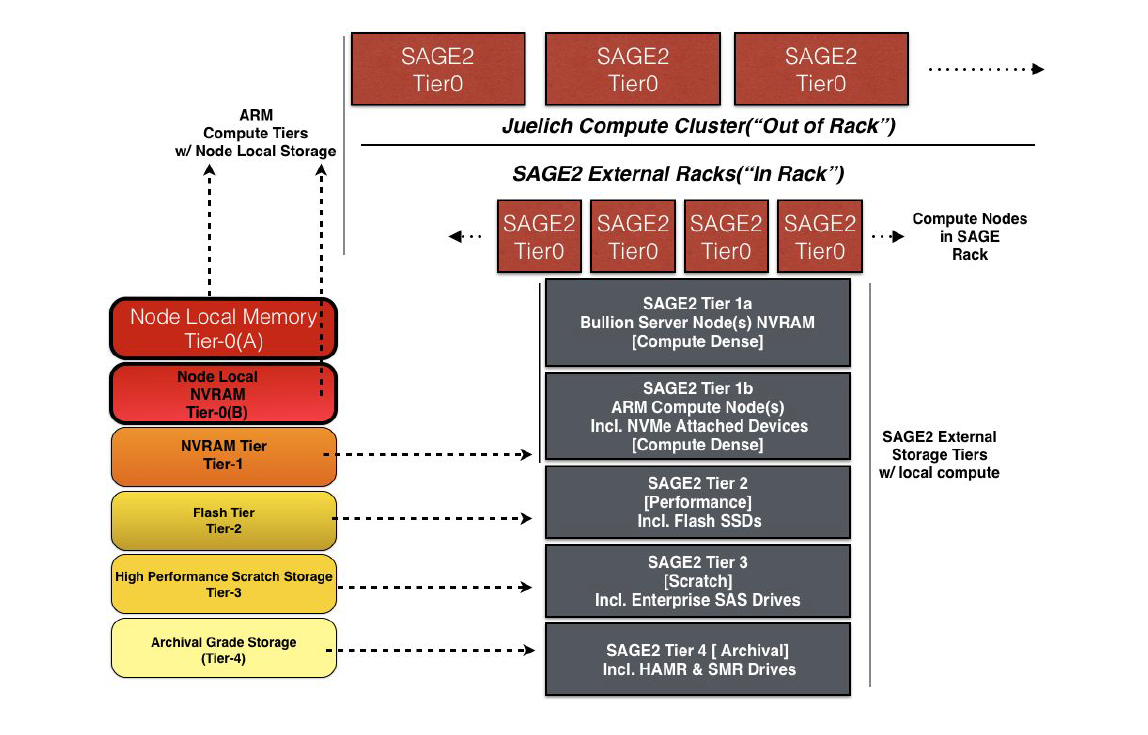 SAGE2
Tier0
SAGE2
Tier0
SAGE2
Tier0
Juelich Compute Cluster(“Out of Rack”)
ARM
Compute Tiers
w/ Node Local Storage
SAGE2 External Racks(“In Rack”)
SAGE2
Tier0
SAGE2
Tier0
SAGE2
Tier0
SAGE2
Tier0
Compute Nodes
in SAGE
Rack
Node Local Memory
Tier-0(A)
Node Local
NVRAM
Tier-0(B)
NVRAM Tier
Tier-1
Flash Tier
Tier-2
High Performance Scratch Storage
Tier-3
Archival Grade Storage
(Tier-4)
SAGE2 Tier 1a
Bullion Server Node(s) NVRAM
[Compute Dense]
SAGE2 Tier 1b
ARM Compute Node(s)
Incl. NVMe Attached Devices
[Compute Dense]
SAGE2 Tier 2
[Performance]
Incl. Flash SSDs
SAGE2 Tier 3
[Scratch]
Incl. Enterprise SAS Drives
SAGE2 Tier 4 [ Archival]
Incl. HAMR & SMR Drives
SAGE2 External
Storage Tiers
w/ local compute